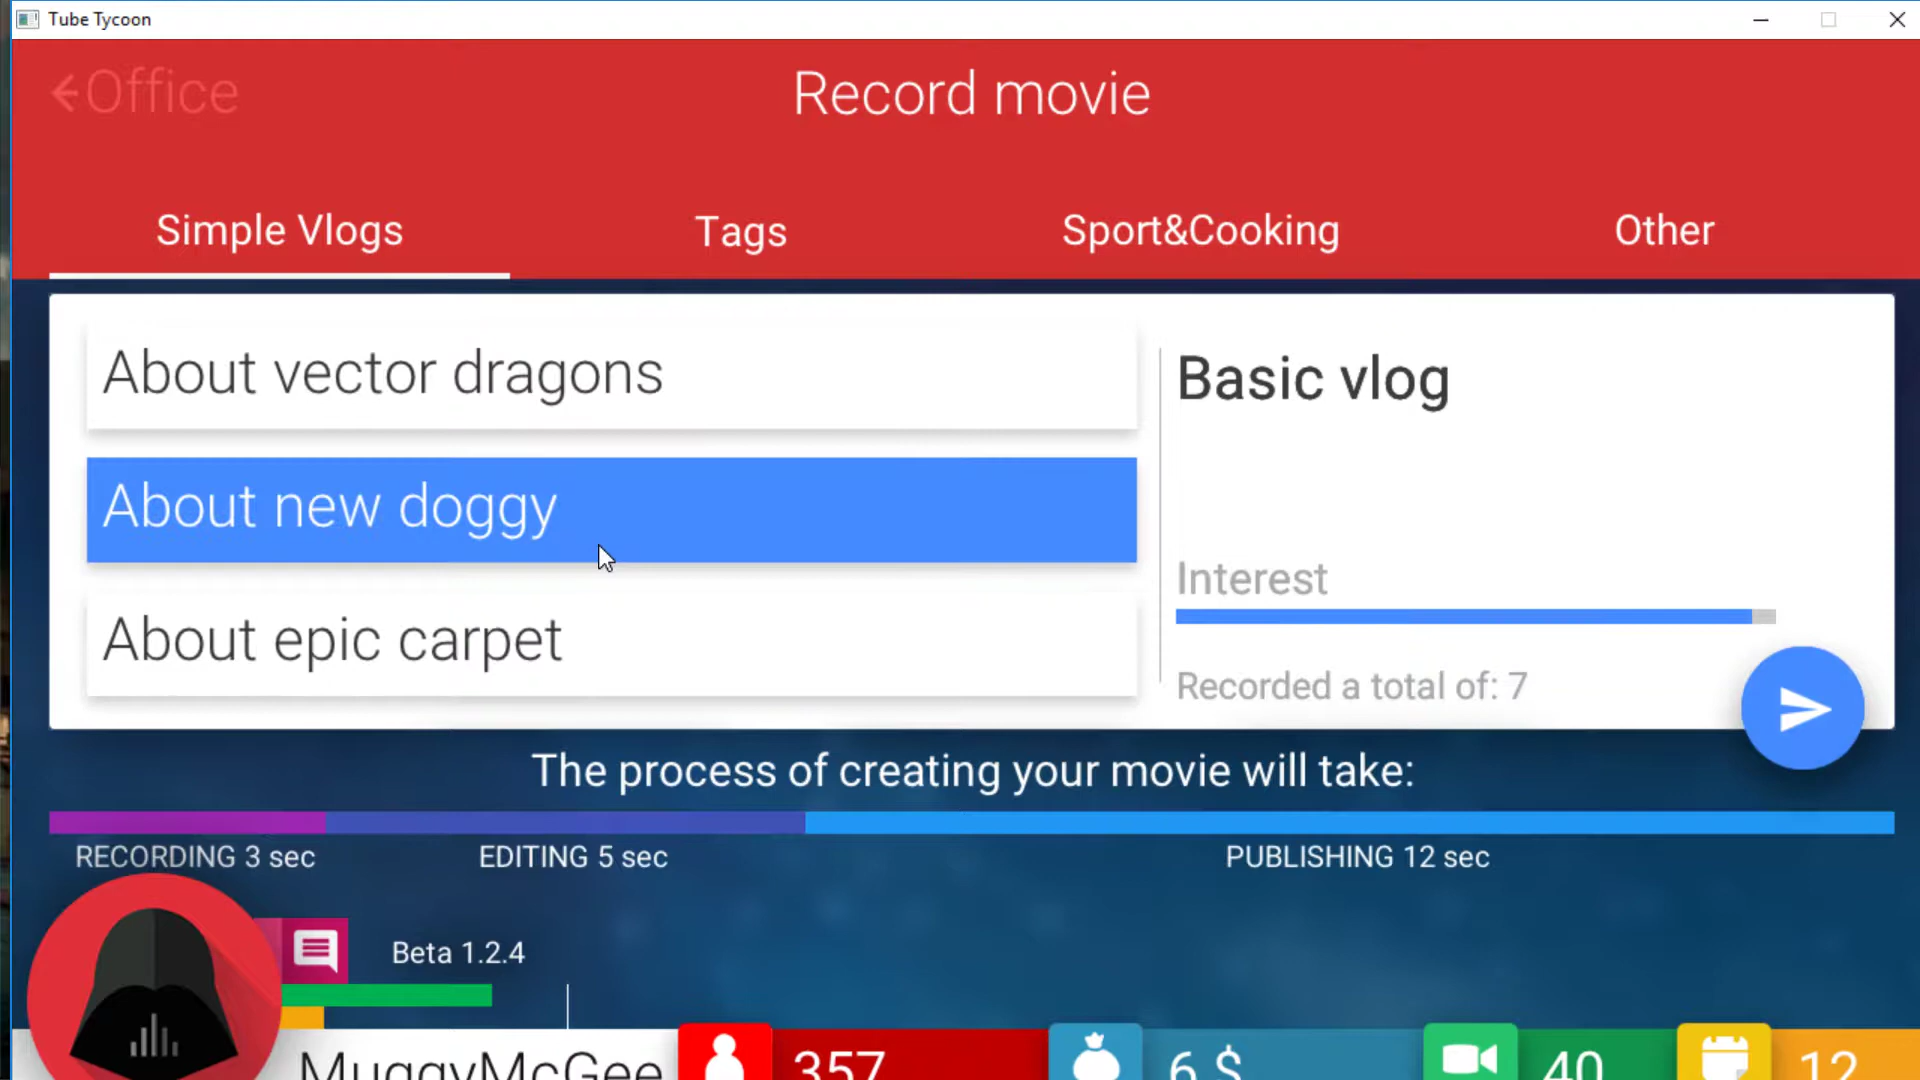 Tube Tycoon
Office
Record movie
Simple Vlogs
Tags
Sport&Cooking
Other
About vector dragons
About new doggy
About epic carpet
Basic vlog
Interest
Recorded a total of: 7
The process of creating your movie will take:
RECORDING 3 sec
EDITING 5 sec
PUBLISHING 12 sec
Beta 1.2.4
MuggyMcGee
357
6 $
40
12